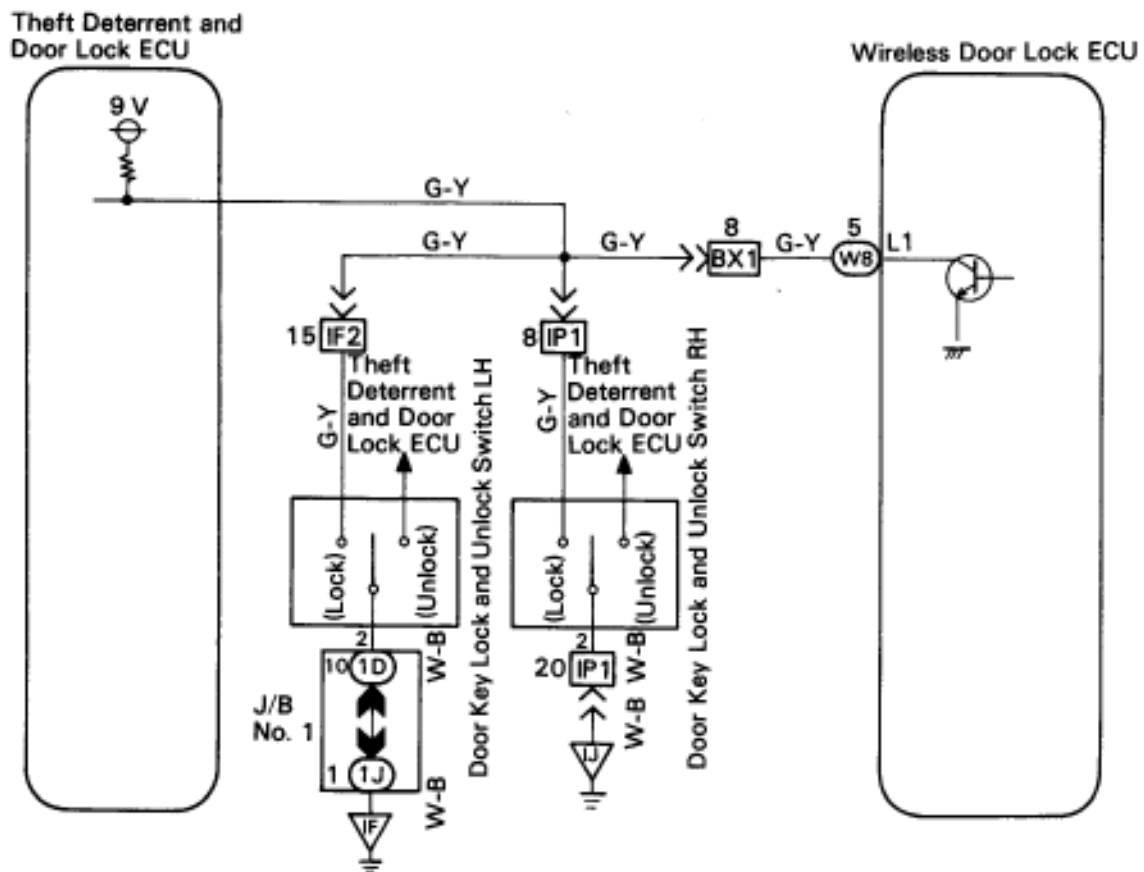 Theft Deterrent and
Door Lock ECU
Wireless Door Lock ECU
9 V
G-Y
G-Y
G-Y
8
BX1
G-Y
5
W8
L1
15 IF2
8 IP1
Theft
Deterrent
and Door
Lock ECU
G-Y
Theft
Deterrent
and Door
Lock ECU
G-Y
Door Key Lock and Unlock Switch LH
Door Key Lock and Unlock Switch RH
(Lock)
(Unlock)
(Lock)
(Unlock)
2
W-B
2
W-B
10 1D
20 IP1
J/B
No. 1
W-B
1 1J
W-B
IJ
IF